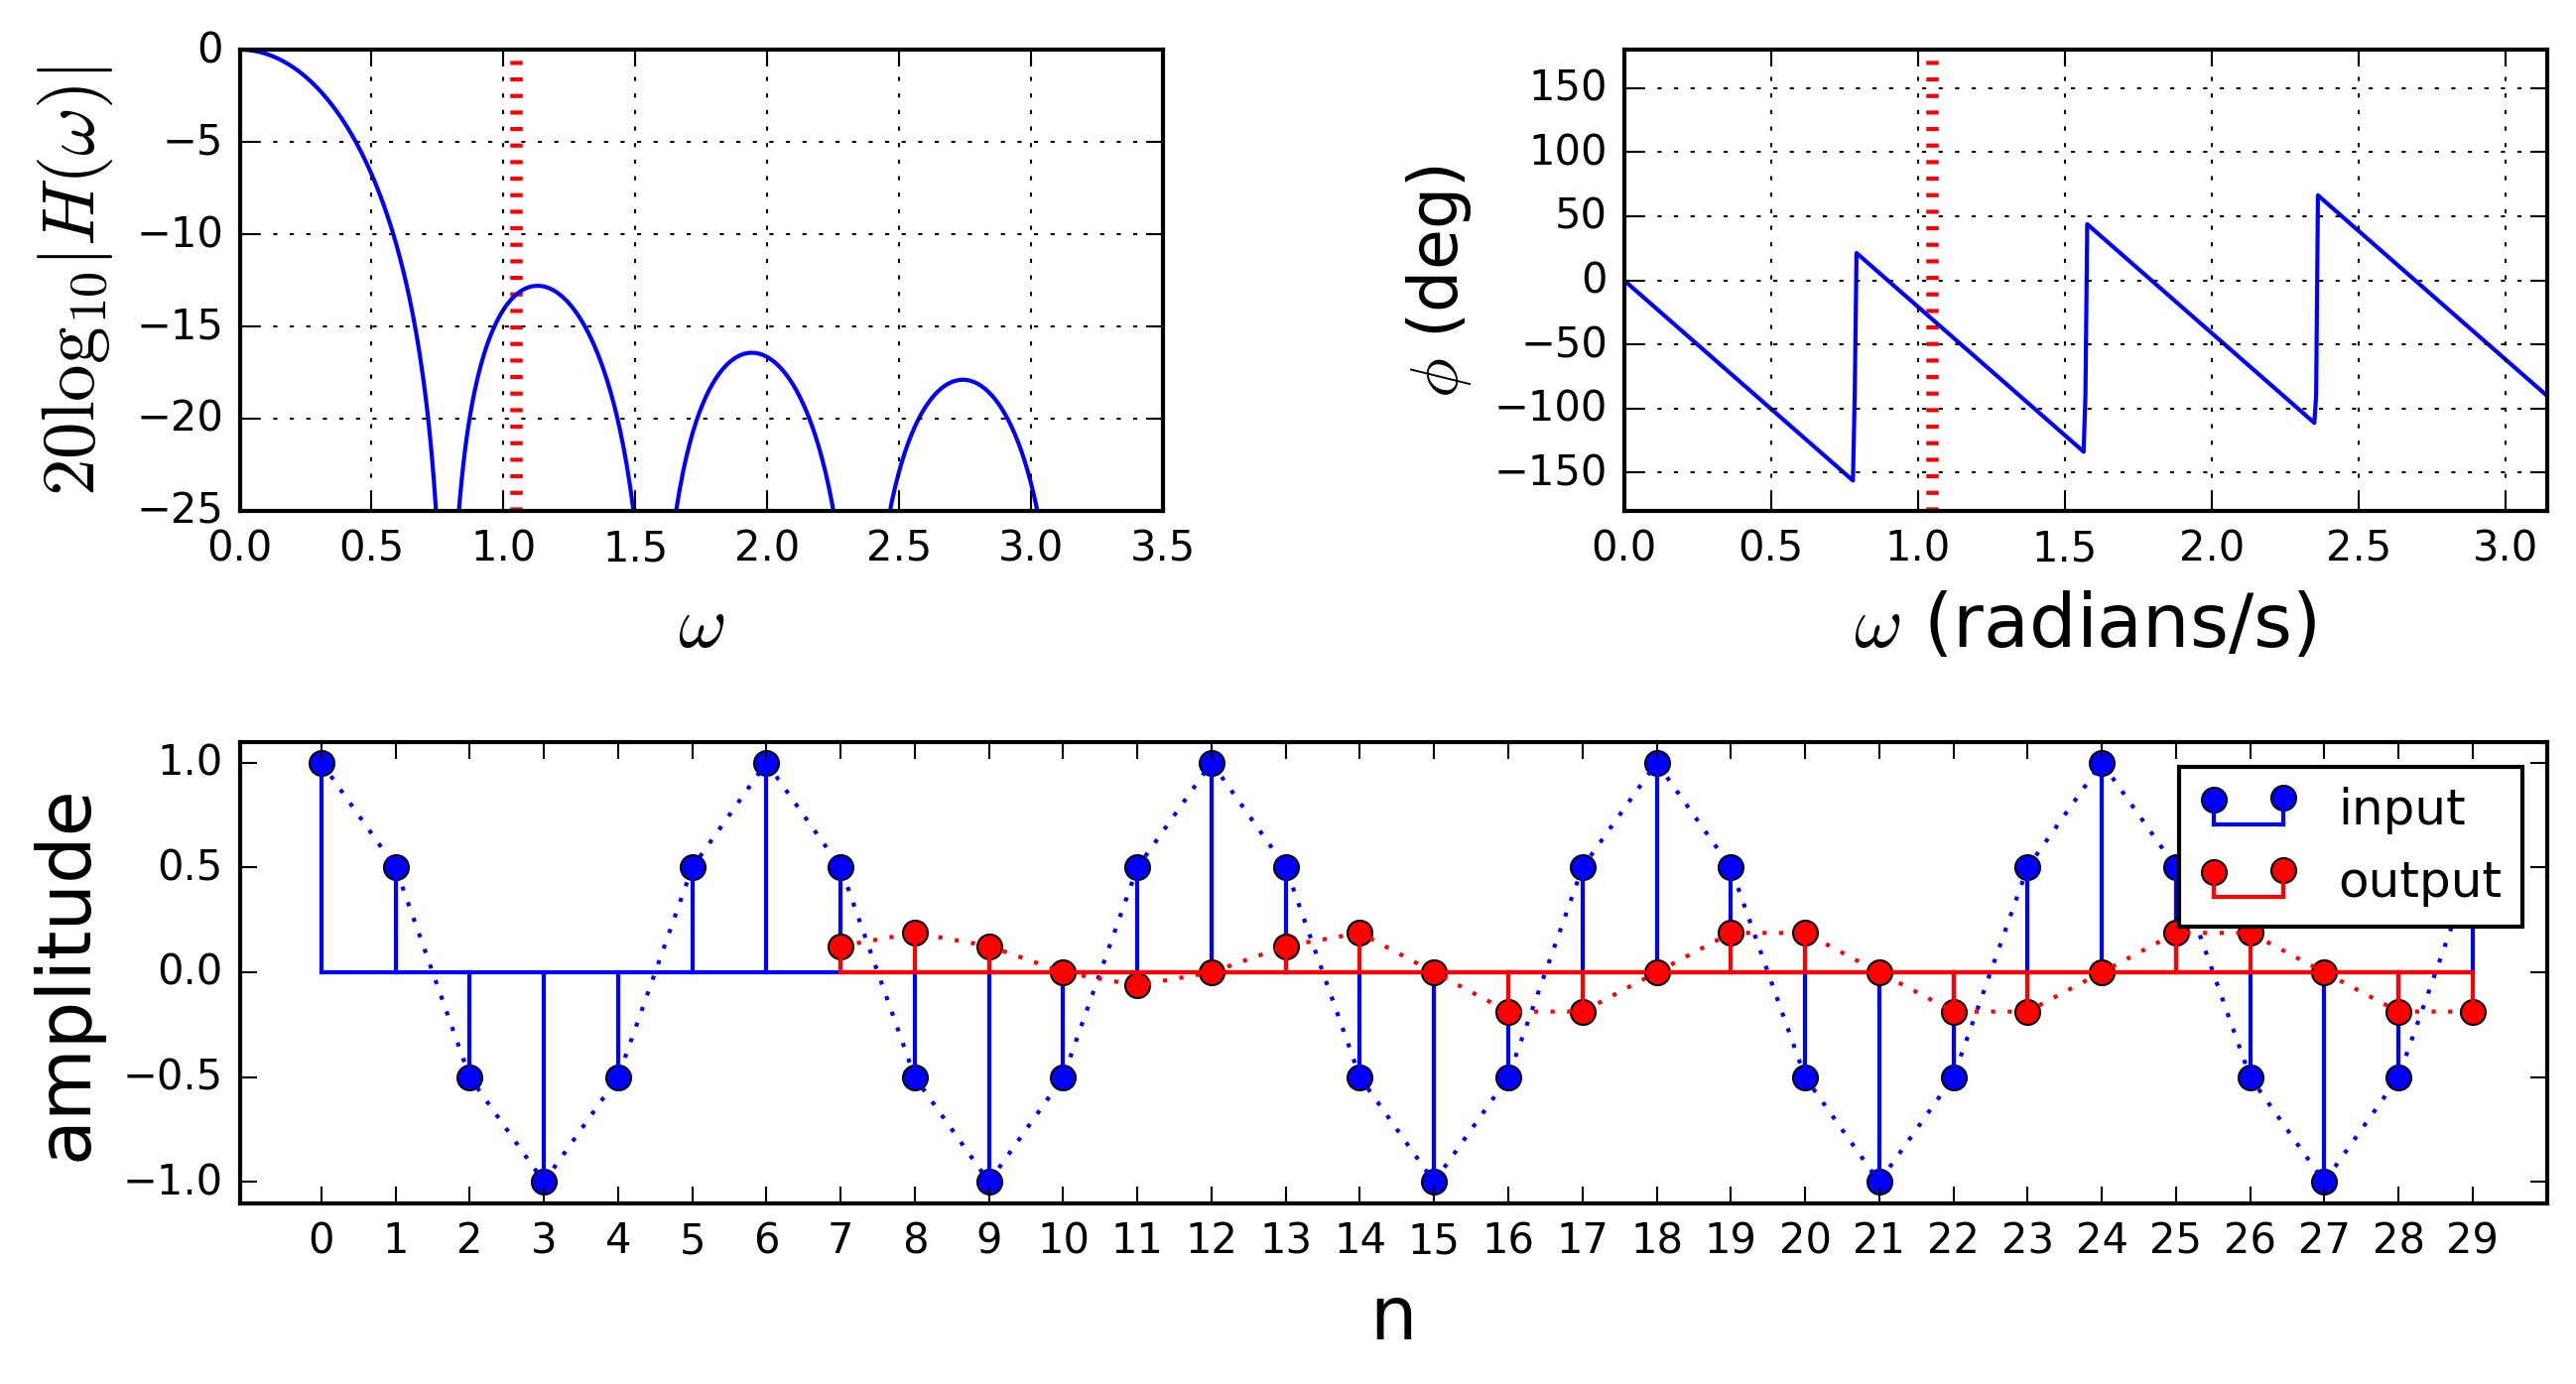 20log₁₀|H(ω)|
0
−5
−10
−15
−20
−25
0.0 0.5 1.0 1.5 2.0 2.5 3.0 3.5
ω
ϕ (deg)
150
100
50
0
−50
−100
−150
0.0 0.5 1.0 1.5 2.0 2.5 3.0
ω (radians/s)
amplitude
1.0
0.5
0.0
−0.5
−1.0
input
output
0 1 2 3 4 5 6 7 8 9 10 11 12 13 14 15 16 17 18 19 20 21 22 23 24 25 26 27 28 29
n